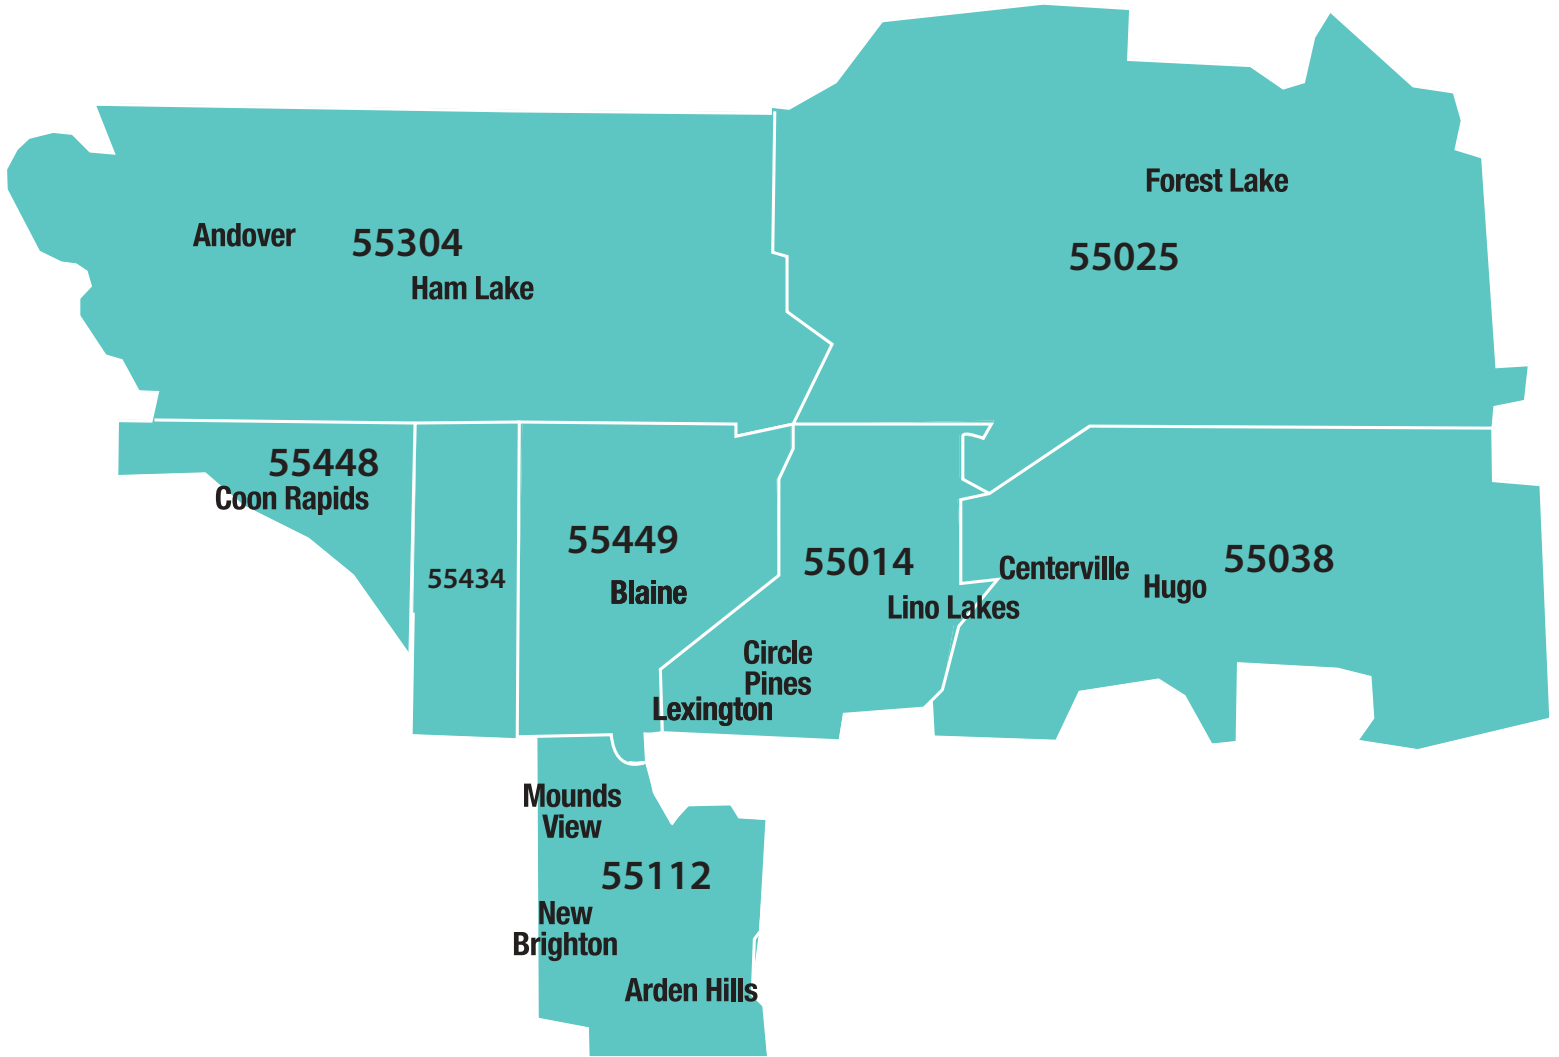 Forest Lake
Andover
55304
55025
Ham Lake
55448
Coon Rapids
55434
55449
Blaine
55014
Lino Lakes
Centerville
Hugo
55038
Circle
Pines
Lexington
Mounds
View
55112
New
Brighton
Arden Hills